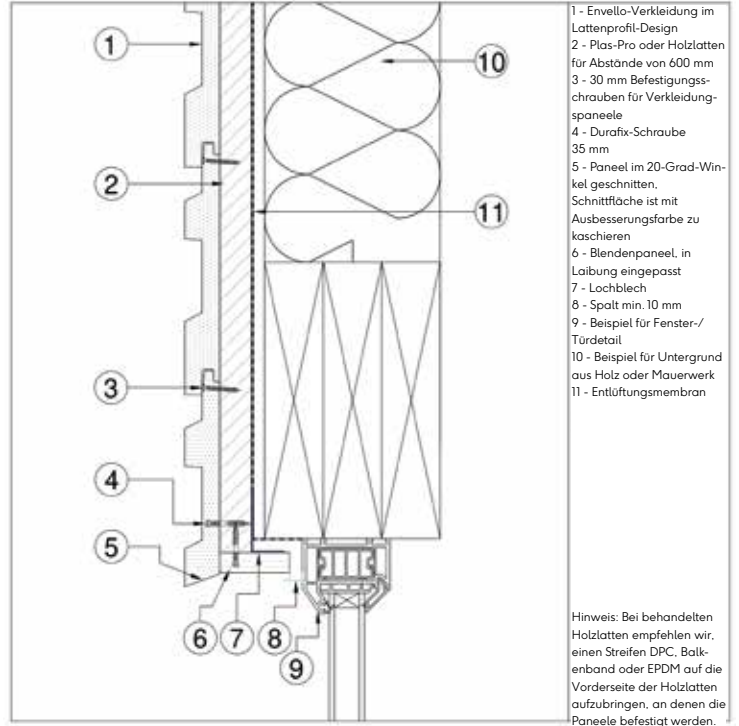 1
2
3
4
5
6
7
8
9
10
11
1 - Envello-Verkleidung im
Lattenprofil-Design
2 - Plas-Pro oder Holzlatten
für Abstände von 600 mm
3 - 30 mm Befestigungss-
chrauben für Verkleidung-
spaneele
4 - Durafix-Schraube
35 mm
5 - Paneel im 20-Grad-Win-
kel geschnitten,
Schnittfläche ist mit
Ausbesserungsfarbe zu
kaschieren
6 - Blendenpaneel, in
Laibung eingepasst
7 - Lochblech
8 - Spalt min. 10 mm
9 - Beispiel für Fenster-/
Türdetail
10 - Beispiel für Untergrund
aus Holz oder Mauerwerk
11 - Entlüftungsmembran
Hinweis: Bei behandelten
Holzlatten empfehlen wir,
einen Streifen DPC, Balk-
enband oder EPDM auf die
Vorderseite der Holzlatten
aufzubringen, an denen die
Paneele befestigt werden.